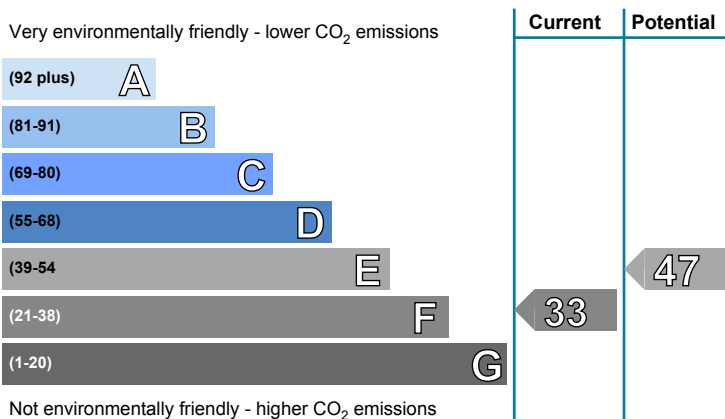 Current Potential
Very environmentally friendly - lower CO₂ emissions
(92 plus) A
(81-91) B
(69-80) C
(55-68) D
(39-54 E 47
(21-38) F 33
(1-20) G
Not environmentally friendly - higher CO₂ emissions